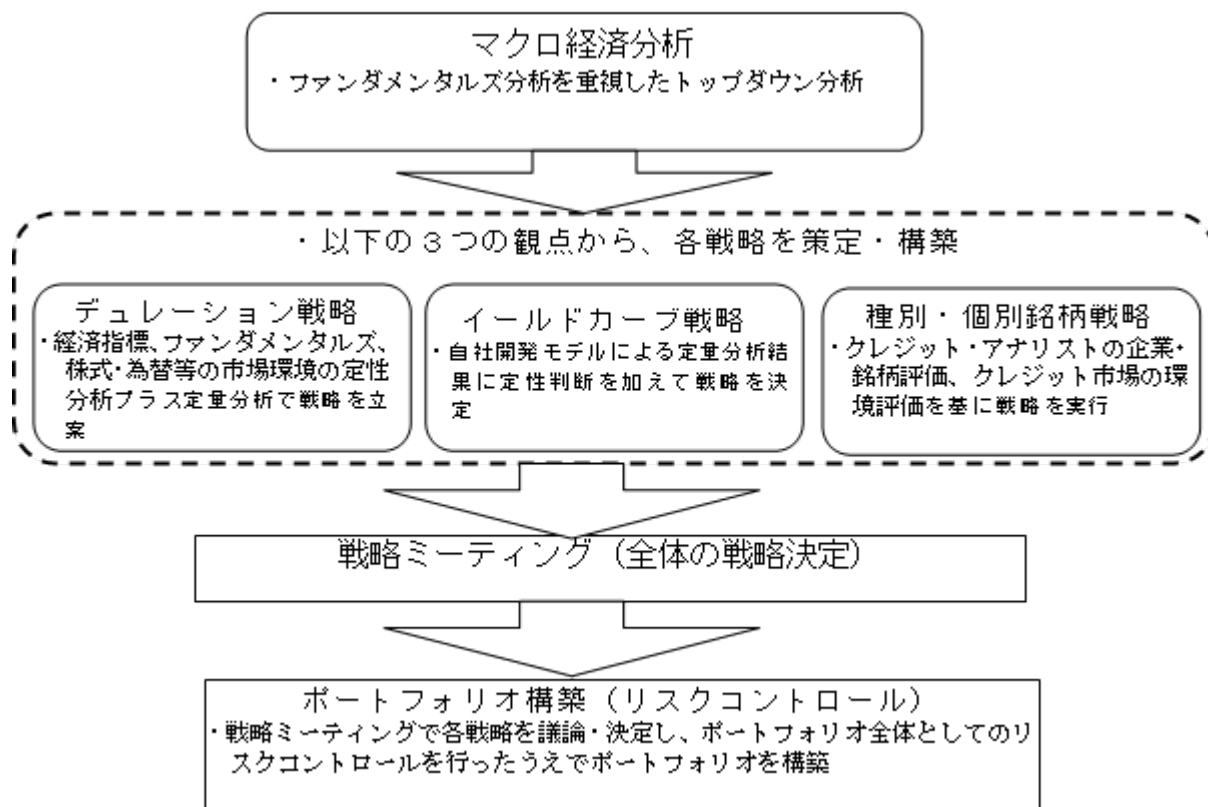 マクロ経済分析
・ファンダメンタルズ分析を重視したトップダウン分析
・以下の３つの観点から、各戦略を策定・構築
デュレーション戦略
・経済指標、ファンダメンタルズ、
株式・為替等の市場環境の定性
分析プラス定量分析で戦略を立
案
イールドカーブ戦略
・自社開発モデルによる定量分析結
果に定性判断を加えて戦略を決
定
種別・個別銘柄戦略
・クレジット・アナリストの企業・
銘柄評価、クレジット市場の環
境評価を基に戦略を実行
戦略ミーティング（全体の戦略決定）
ポートフォリオ構築（リスクコントロール）
・戦略ミーティングで各戦略を議論・決定し、ポートフォリオ全体としてのリ
スクコントロールを行ったうえでポートフォリオを構築